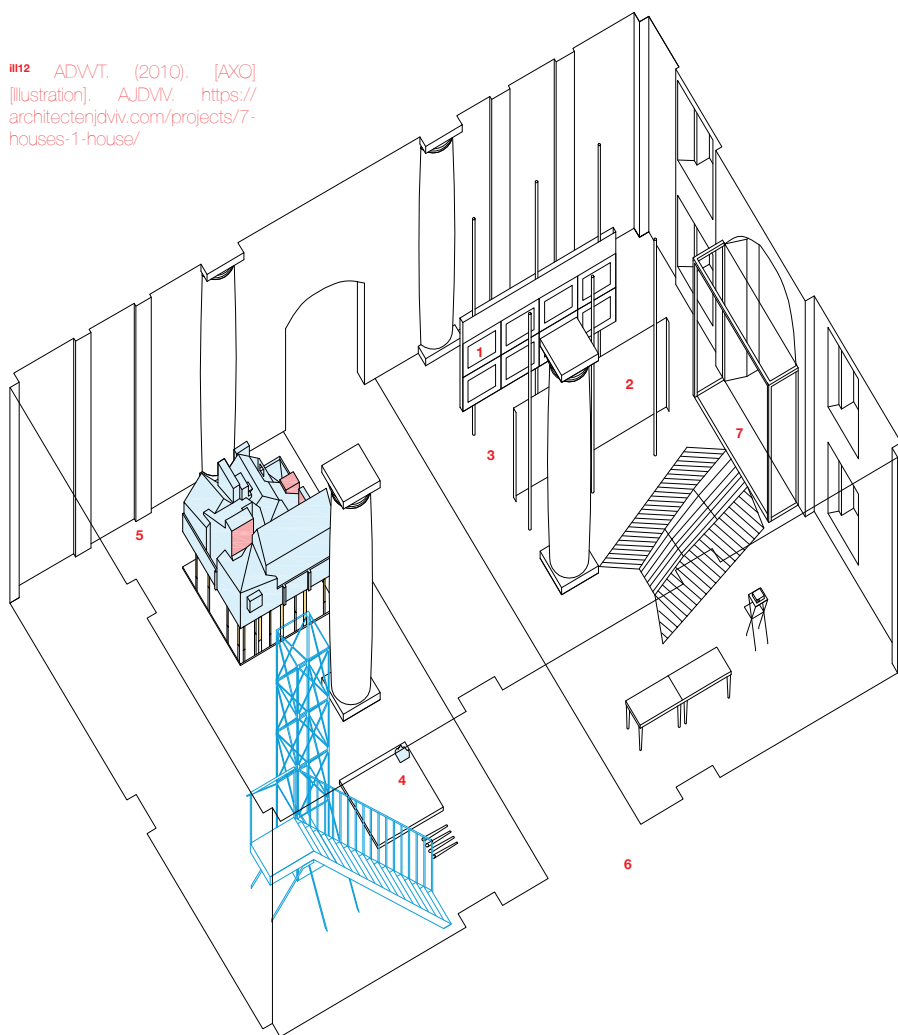 ill12 ADVVT. (2010). [AXO]
[Illustration]. AJDVIV. https://
architectenjdviv.com/projects/7-
houses-1-house/
1
2
3
7
5
4
6